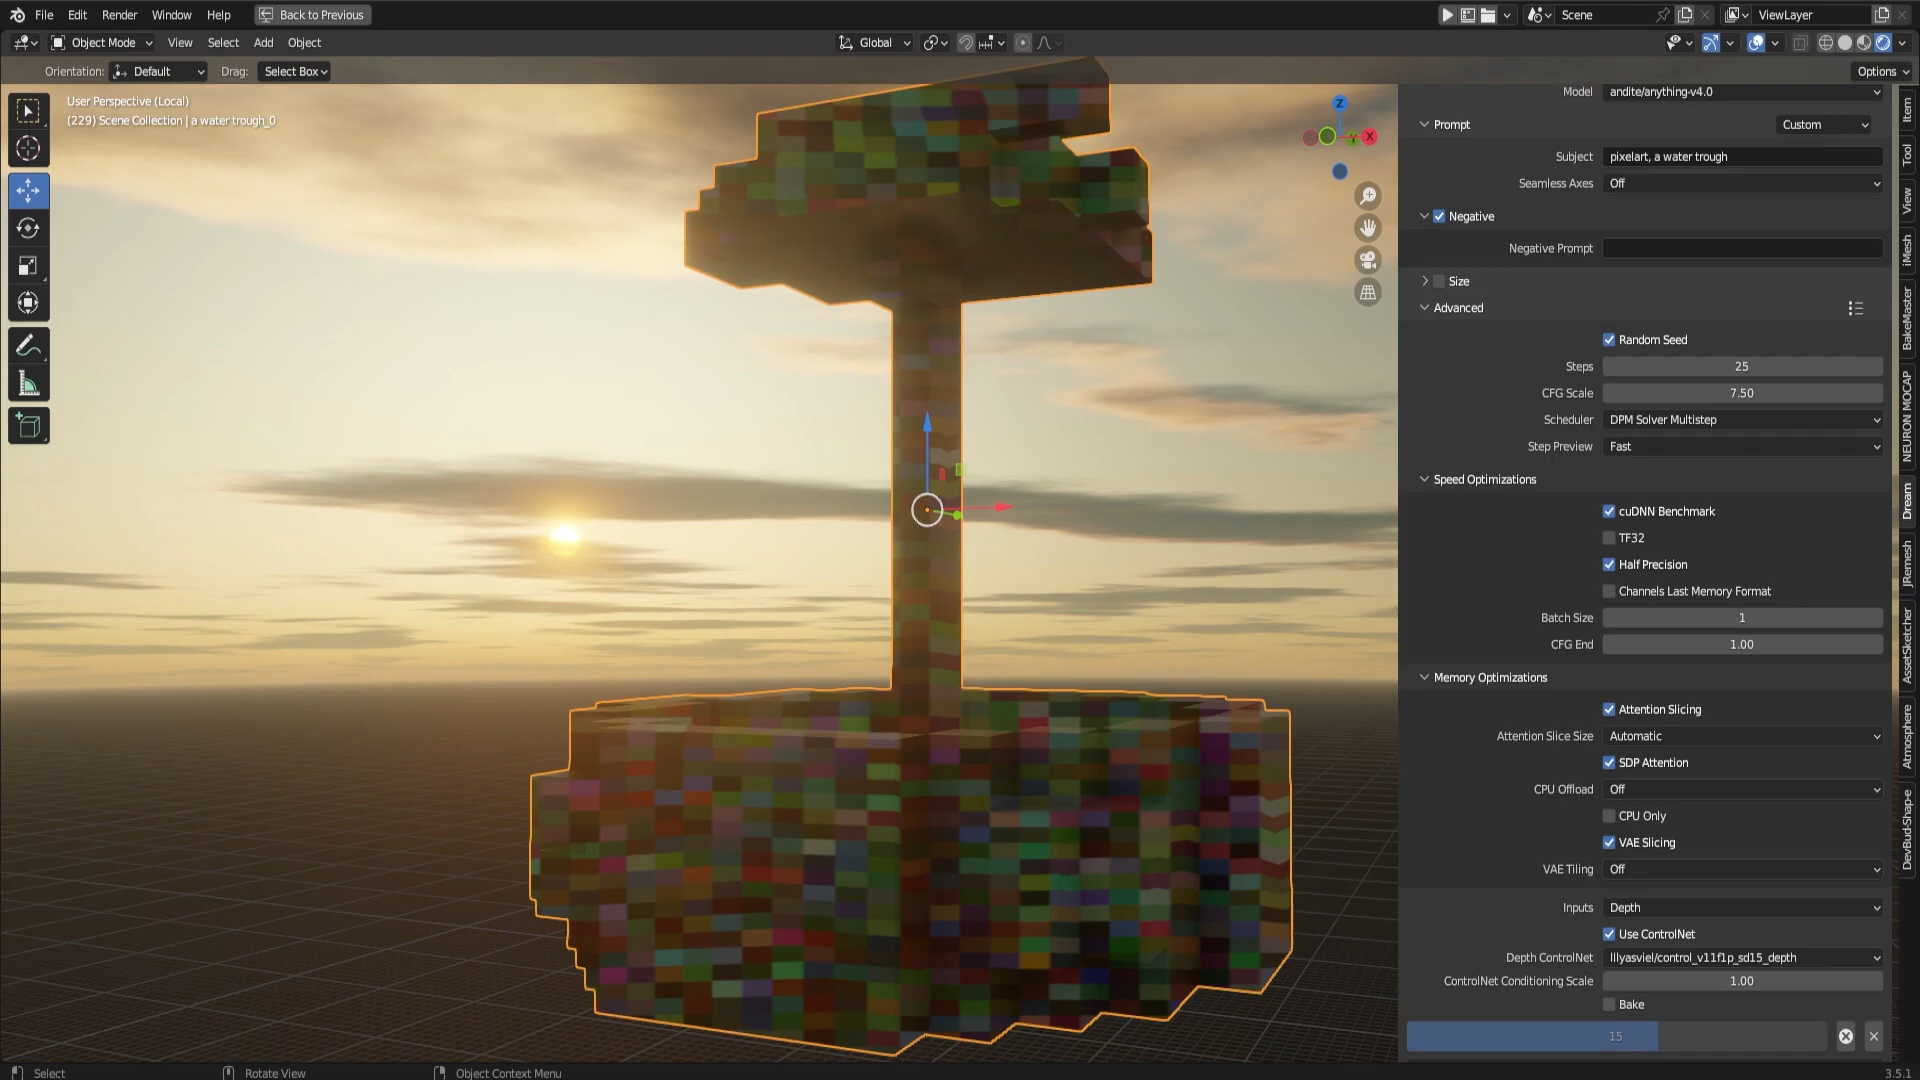 File Edit Render Window Help Back to Previous Scene ViewLayer
Object Mode View Select Add Object Global
Orientation: Default Drag: Select Box Options
User Perspective (Local)
(229) Scene Collection | a water trough_0
Z
X
Model andite/anything-v4.0
Prompt Custom
Subject pixelart, a water trough
Seamless Axes Off
Negative
Negative Prompt
Size
Advanced
Random Seed
Steps 25
CFG Scale 7.50
Scheduler DPM Solver Multistep
Step Preview Fast
Speed Optimizations
cuDNN Benchmark
TF32
Half Precision
Channels Last Memory Format
Batch Size 1
CFG End 1.00
Memory Optimizations
Attention Slicing
Attention Slice Size Automatic
SDP Attention
CPU Offload Off
CPU Only
VAE Slicing
VAE Tiling Off
Inputs Depth
Use ControlNet
Depth ControlNet lllyasviel/control_v11f1p_sd15_depth
ControlNet Conditioning Scale 1.00
Bake
15
Item
Tool
View
iMesh
BakeMaster
NEURON MOCAP
Dream
JRemesh
AssetSketcher
Atmosphere
DevBud-Shap-e
Select Rotate View Object Context Menu 3.5.1